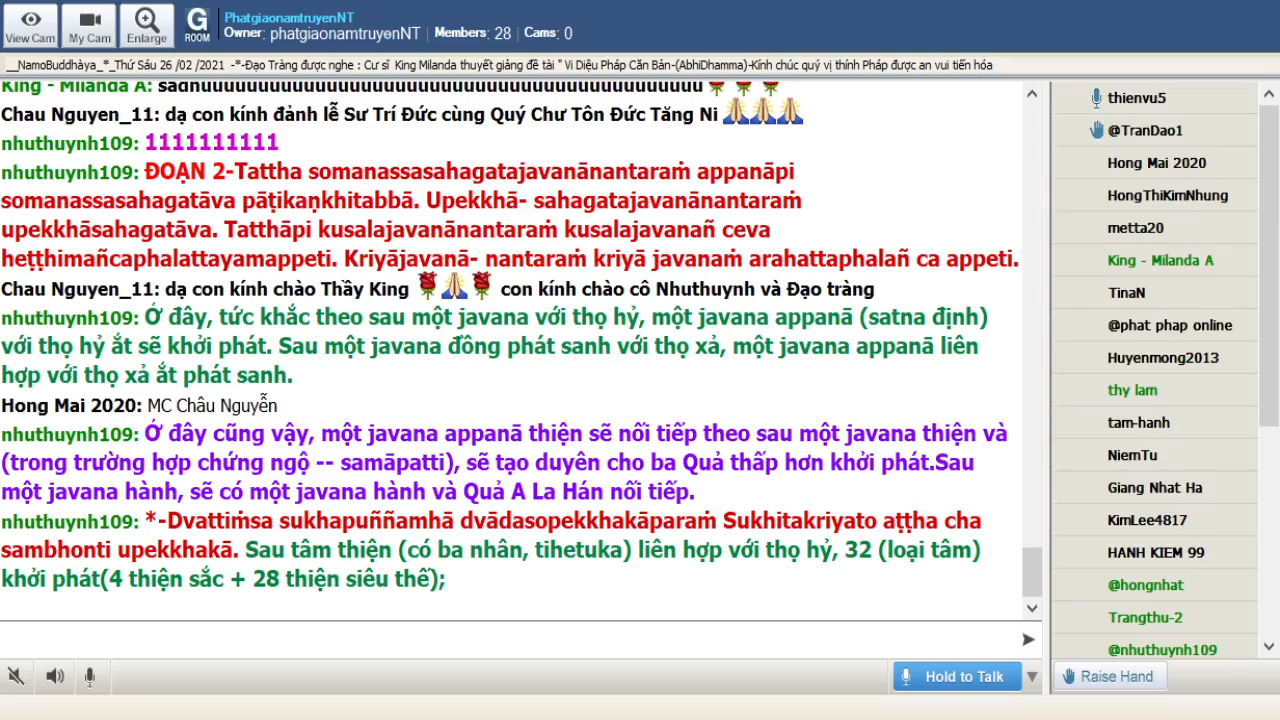 View Cam
My Cam
Enlarge
G
ROOM
PhatgiaonamtruyenNT
Owner: phatgiaonamtruyenNT | Members: 28 | Cams: 0
__NamoBuddhàya_*_Thứ Sáu 26 /02 /2021 -*-Đạo Tràng được nghe : Cư sĩ King Milanda thuyết giảng đề tài " Vi Diệu Pháp Căn Bản-(AbhiDhamma)-Kính chúc quý vị thính Pháp được an vui tiến hóa
Chau Nguyen_11: dạ con kính đảnh lễ Sư Trí Đức cùng Quý Chư Tôn Đức Tăng Ni
nhuthuynh109: 1111111111
nhuthuynh109: ĐOẠN 2-Tattha somanassasahagatajavanānantaraṁ appanāpi
somanassasahagatāva pāṭikaṇkhitabbā. Upekkhā- sahagatajavanānantaraṁ
upekkhāsahagatāva. Tatthāpi kusalajavanānantaraṁ kusalajavanañ ceva
heṭṭhimañcaphalattayamappeti. Kriyājavanā- nantaraṁ kriyā javanaṁ arahattaphalañ ca appeti.
Chau Nguyen_11: dạ con kính chào Thầy King con kính chào cô Nhuthuynh và Đạo tràng
nhuthuynh109: Ở đây, tức khắc theo sau một javana với thọ hỷ, một javana appanā (satna định)
với thọ hỷ ắt sẽ khởi phát. Sau một javana đồng phát sanh với thọ xả, một javana appanā liên
hợp với thọ xả ắt phát sanh.
Hong Mai 2020: MC Châu Nguyễn
nhuthuynh109: Ở đây cũng vậy, một javana appanā thiện sẽ nối tiếp theo sau một javana thiện và
(trong trường hợp chứng ngộ -- samāpatti), sẽ tạo duyên cho ba Quả thấp hơn khởi phát.Sau
một javana hành, sẽ có một javana hành và Quả A La Hán nối tiếp.
nhuthuynh109: *-Dvattiṁsa sukhapuññamhā dvādasopekkhakāparaṁ Sukhitakriyato aṭṭha cha
sambhonti upekkhakā. Sau tâm thiện (có ba nhân, tihetuka) liên hợp với thọ hỷ, 32 (loại tâm)
khởi phát(4 thiện sắc + 28 thiện siêu thế);
Hold to Talk
thienvu5
@TranDao1
Hong Mai 2020
HongThiKimNhung
metta20
King - Milanda A
TinaN
@phat phap online
Huyenmong2013
thy lam
tam-hanh
NiemTu
Giang Nhat Ha
KimLee4817
HANH KIEM 99
@hongnhat
Trangthu-2
@nhuthuynh109
Raise Hand